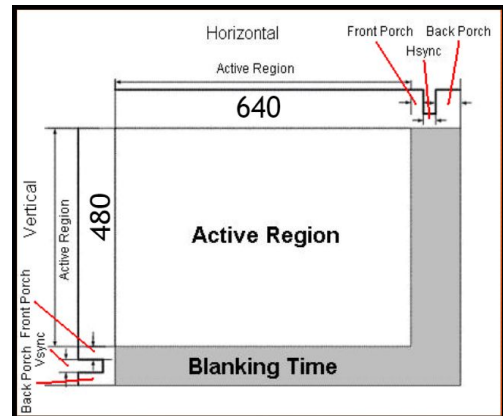 Horizontal
Front Porch
Back Porch
Hsync
Active Region
640
Vertical
Active Region
480
Active Region
Front Porch
Vsync
Back Porch
Blanking Time